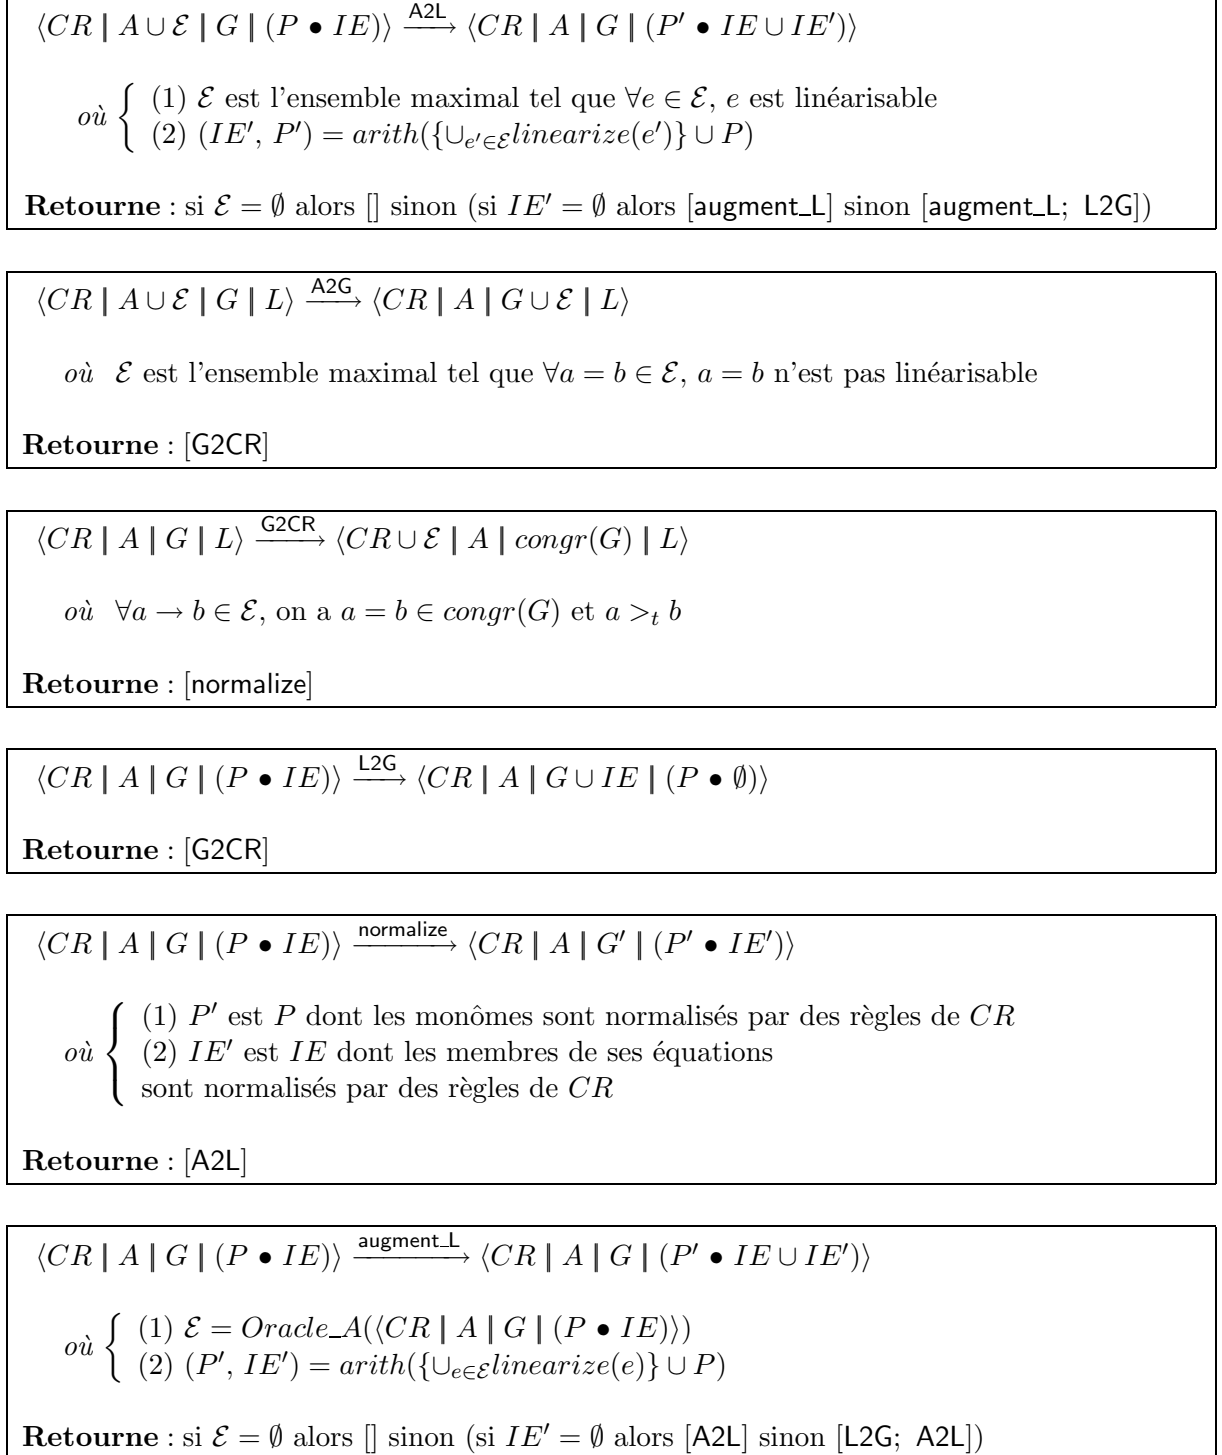 ⟨CR | A ∪ ℰ | G | (P • IE)⟩ A2L⟶ ⟨CR | A | G | (P′ • IE ∪ IE′)⟩
où { (1) ℰ est l'ensemble maximal tel que ∀e ∈ ℰ, e est linéarisable
(2) (IE′, P′) = arith({∪e′∈ℰ linearize(e′)} ∪ P)
Retourne : si ℰ = ∅ alors [] sinon (si IE′ = ∅ alors [augment_L] sinon [augment_L; L2G])
⟨CR | A ∪ ℰ | G | L⟩ A2G⟶ ⟨CR | A | G ∪ ℰ | L⟩
où ℰ est l'ensemble maximal tel que ∀a = b ∈ ℰ, a = b n'est pas linéarisable
Retourne : [G2CR]
⟨CR | A | G | L⟩ G2CR⟶ ⟨CR ∪ ℰ | A | congr(G) | L⟩
où ∀a → b ∈ ℰ, on a a = b ∈ congr(G) et a >t b
Retourne : [normalize]
⟨CR | A | G | (P • IE)⟩ L2G⟶ ⟨CR | A | G ∪ IE | (P • ∅)⟩
Retourne : [G2CR]
⟨CR | A | G | (P • IE)⟩ normalize⟶ ⟨CR | A | G′ | (P′ • IE′)⟩
où { (1) P′ est P dont les monômes sont normalisés par des règles de CR
(2) IE′ est IE dont les membres de ses équations
sont normalisés par des règles de CR
Retourne : [A2L]
⟨CR | A | G | (P • IE)⟩ augment_L⟶ ⟨CR | A | G | (P′ • IE ∪ IE′)⟩
où { (1) ℰ = Oracle_A(⟨CR | A | G | (P • IE)⟩)
(2) (P′, IE′) = arith({∪e∈ℰ linearize(e)} ∪ P)
Retourne : si ℰ = ∅ alors [] sinon (si IE′ = ∅ alors [A2L] sinon [L2G; A2L])